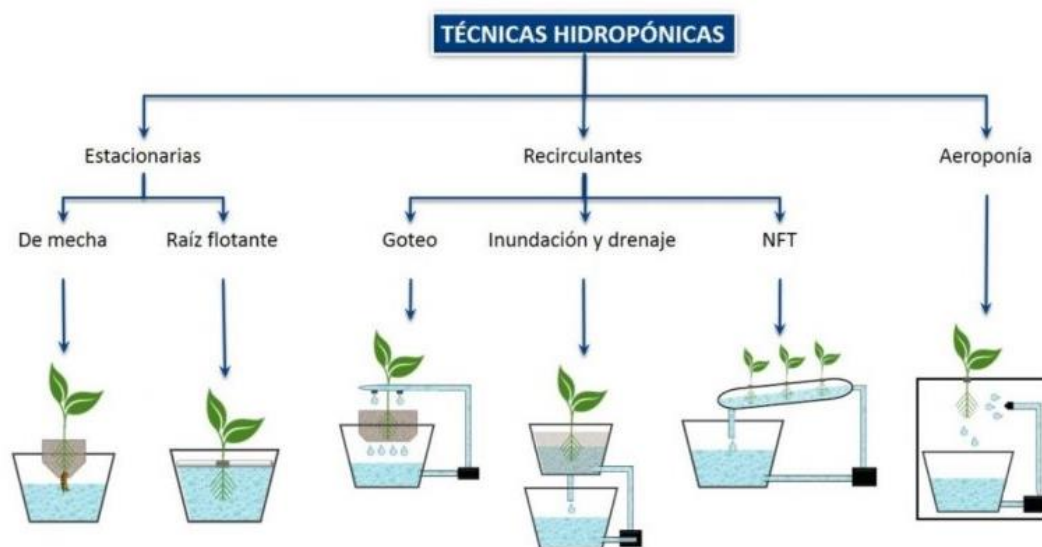 TÉCNICAS HIDROPÓNICAS
Estacionarias
Recirculantes
Aeroponía
De mecha
Raíz flotante
Goteo
Inundación y drenaje
NFT